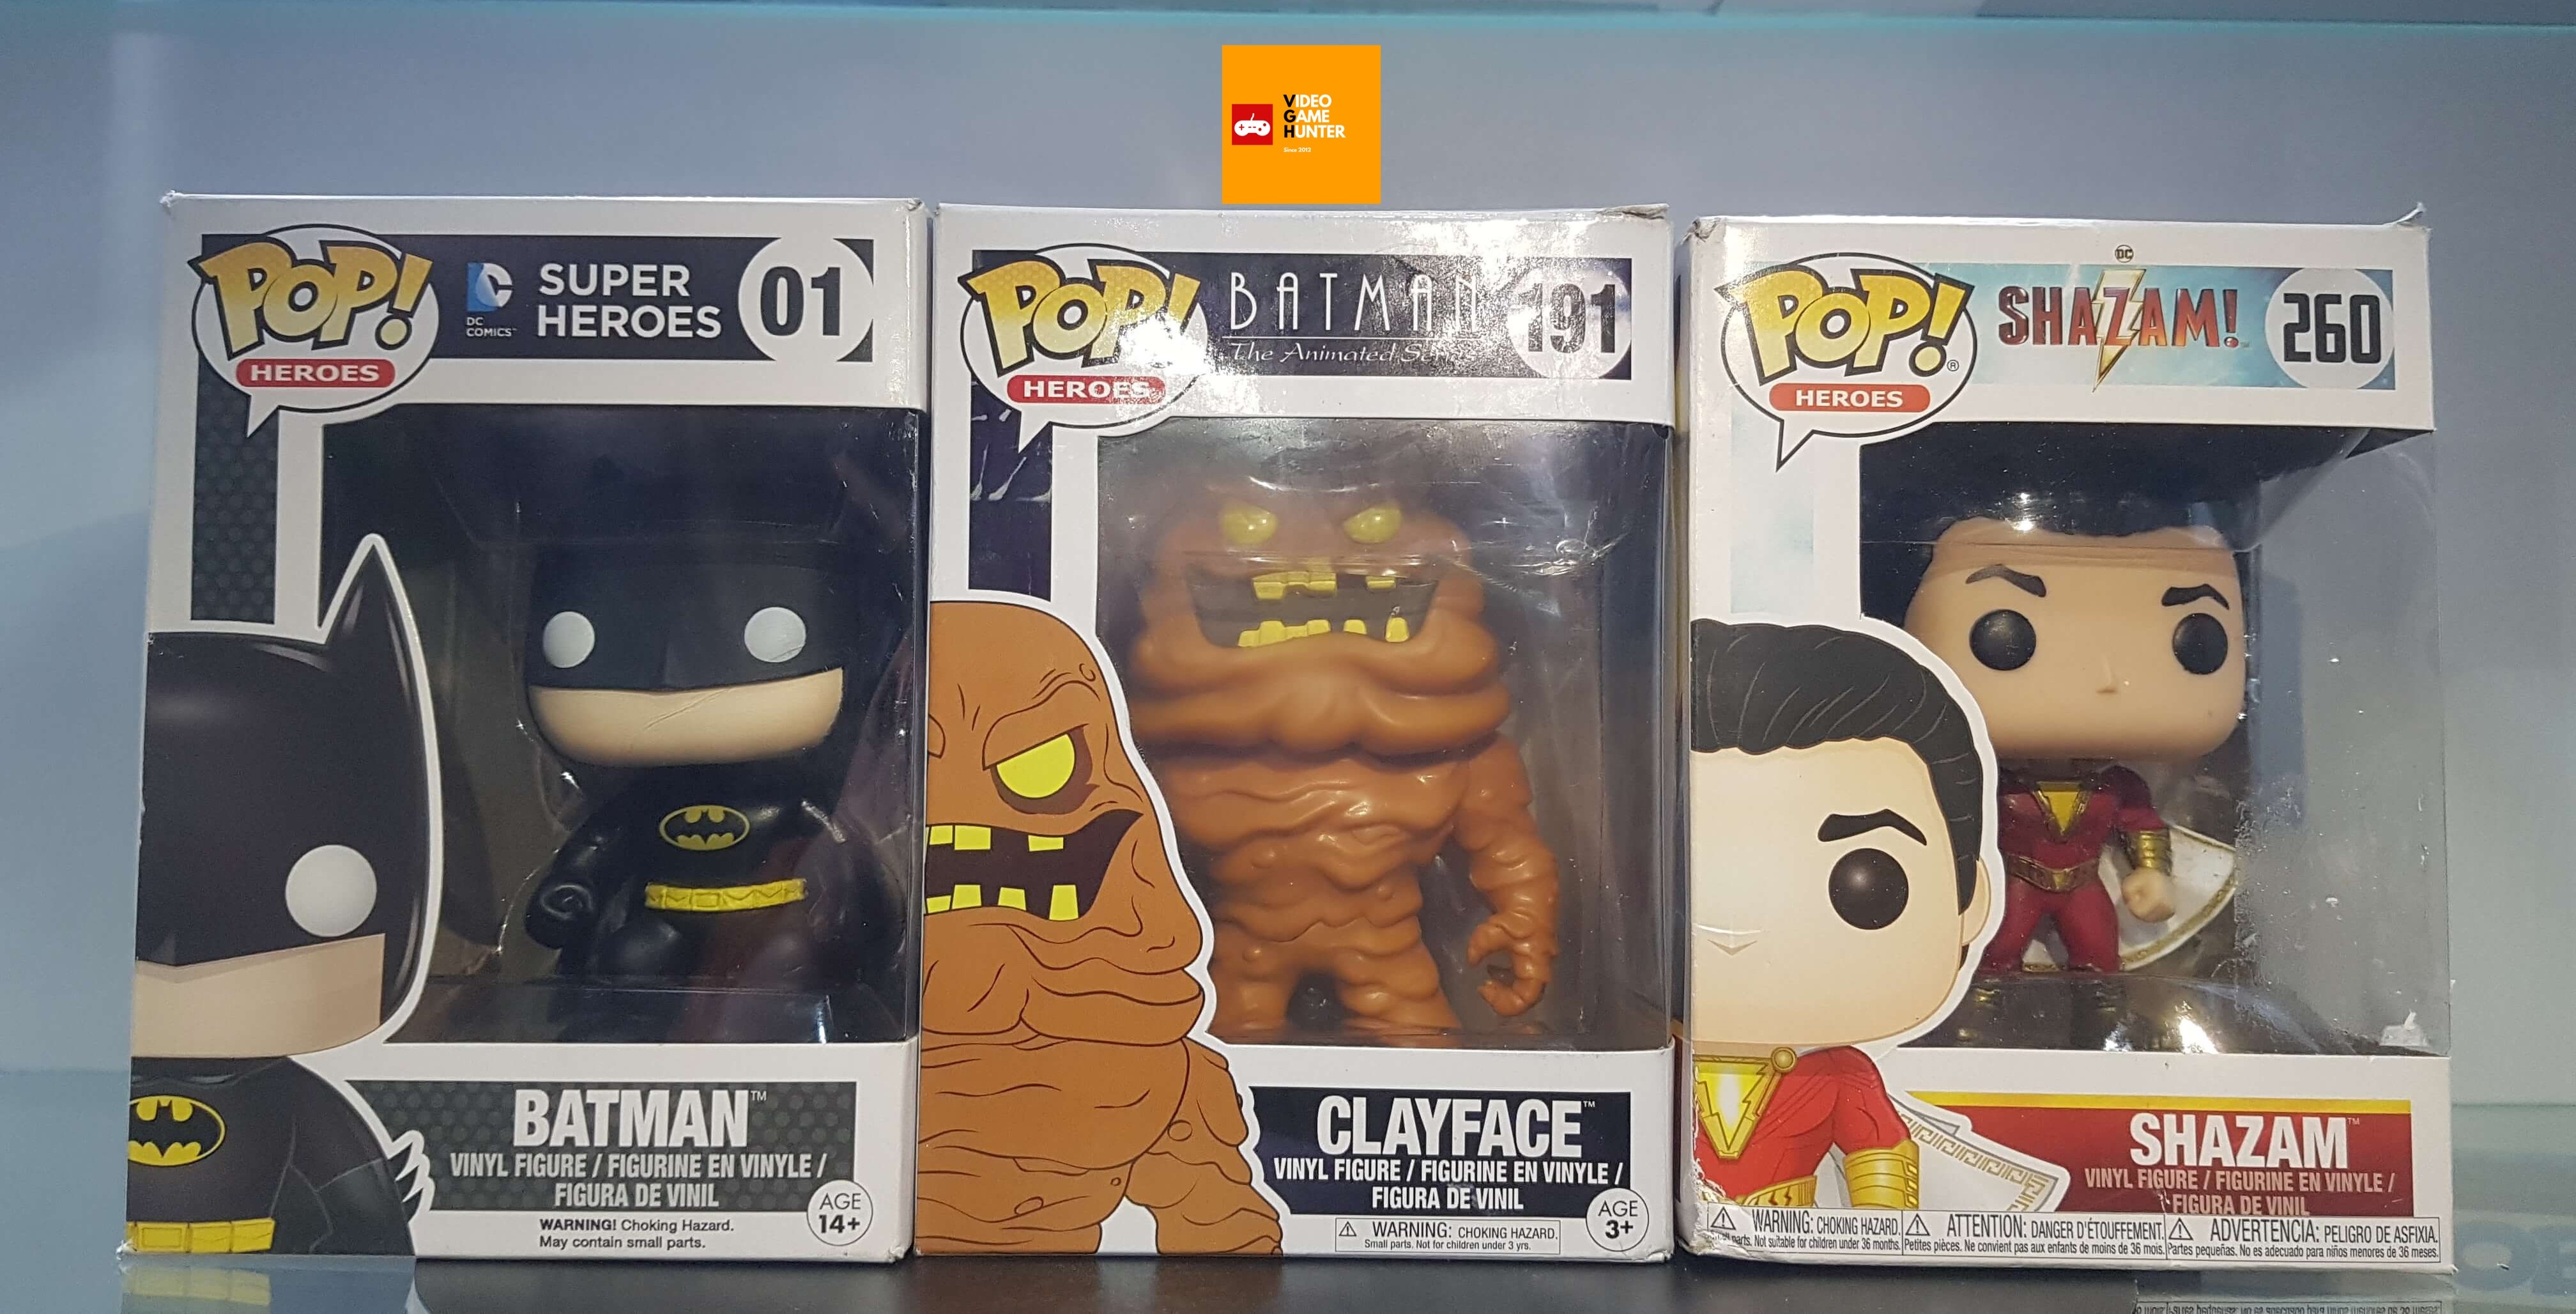 VIDEO
GAME
HUNTER
Since 2013
POP!
HEROES
DC
COMICS™
SUPER
HEROES
01
BATMAN™
VINYL FIGURE / FIGURINE EN VINYLE /
FIGURA DE VINIL
WARNING! Choking Hazard.
May contain small parts.
AGE
14+
POP!
HEROES
BATMAN
The Animated Series
191
CLAYFACE™
VINYL FIGURE / FIGURINE EN VINYLE /
FIGURA DE VINIL
WARNING: CHOKING HAZARD.
Small parts. Not for children under 3 yrs.
AGE
3+
POP!®
HEROES
DC
SHAZAM!
260
SHAZAM™
VINYL FIGURE / FIGURINE EN VINYLE /
FIGURA DE VINIL
WARNING: CHOKING HAZARD.
parts. Not suitable for children under 36 months.
ATTENTION: DANGER D'ÉTOUFFEMENT.
Petites pièces. Ne convient pas aux enfants de moins de 36 mois.
ADVERTENCIA: PELIGRO DE ASFIXIA.
Partes pequeñas. No es adecuado para niños menores de 36 meses.